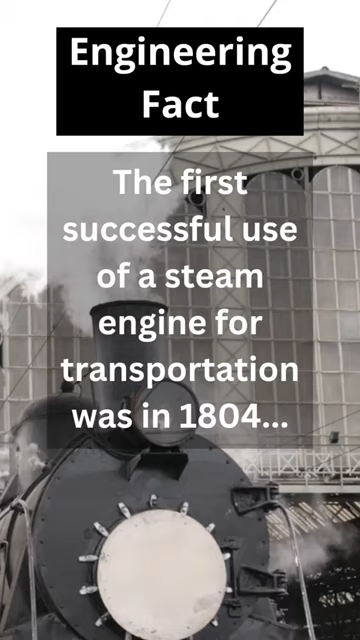 Engineering
Fact
The first
successful use
of a steam
engine for
transportation
was in 1804...